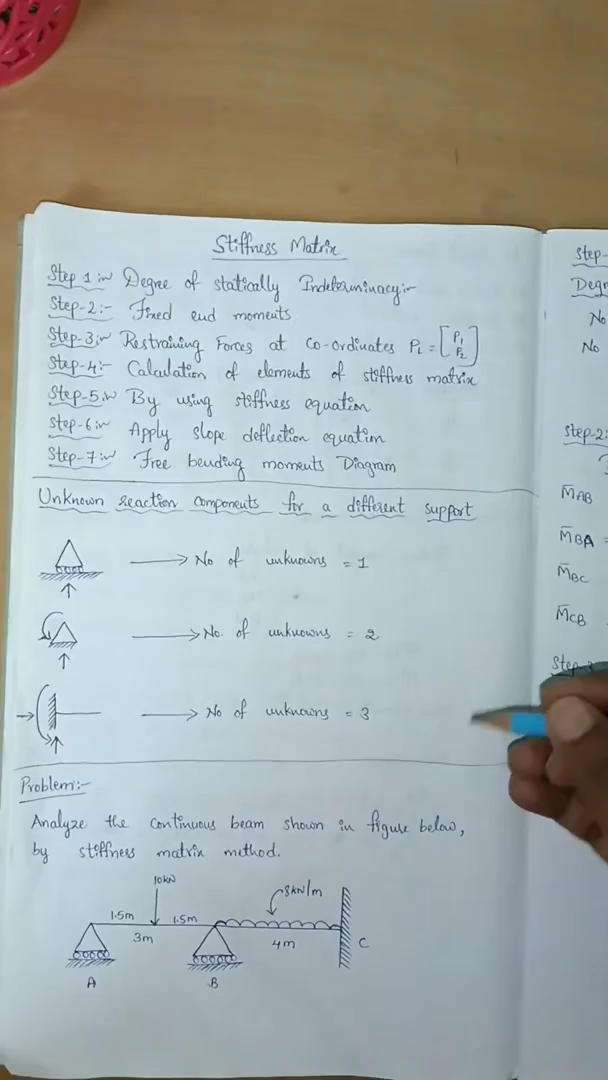 Stiffness Matrix
Step 1:- Degree of statically Indeterminacy:-
Step-2:- Fixed end moments
Step-3:- Restraining Forces at co-ordinates PL = [P1 P2]
Step-4:- Calculation of elements of stiffness matrix
Step-5:- By using stiffness equation
Step-6:- Apply slope deflection equation
Step-7:- Free bending moments Diagram
Unknown reaction components for a different support
No of unknowns = 1
No. of unknowns = 2
No of unknowns = 3
Problem:-
Analyze the continuous beam shown in figure below,
by stiffness matrix method.
10kN
8kN/m
1.5m
1.5m
3m
4m
A
B
C
Step-
Degr
No
No
Step-2:
M̅AB
M̅BA =
M̅BC
M̅CB
Step-3